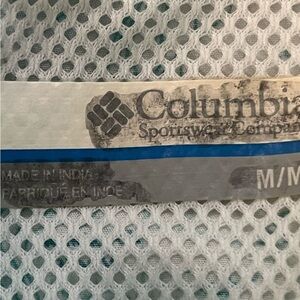 Columbia
Sportswear Company
MADE IN INDIA
FABRIQUÉ EN INDE
M/M